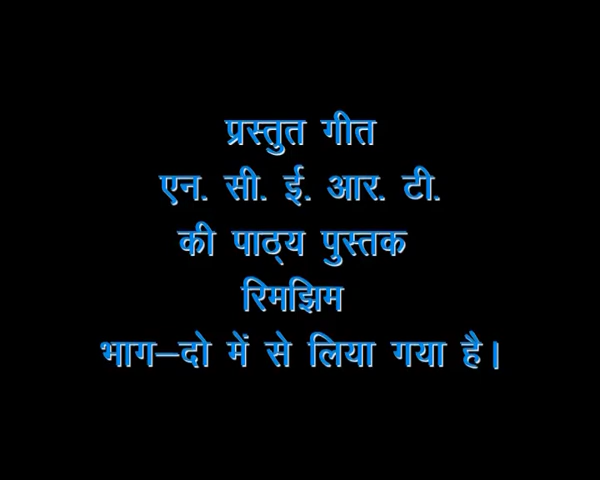 प्रस्तुत गीत
एन. सी. ई. आर. टी.
की पाठ्य पुस्तक
रिमझिम
भाग–दो में से लिया गया है।